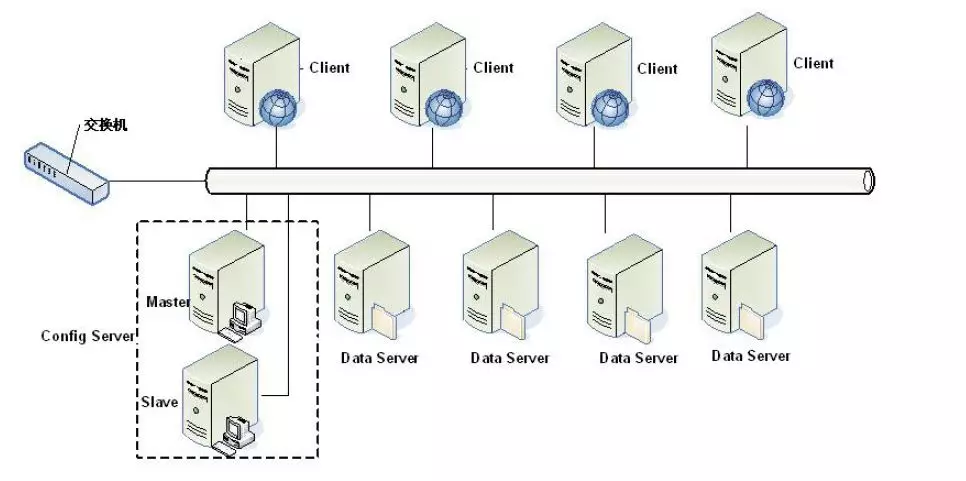 Client
Client
Client
Client
交换机
Master
Config Server
Slave
Data Server
Data Server
Data Server
Data Server